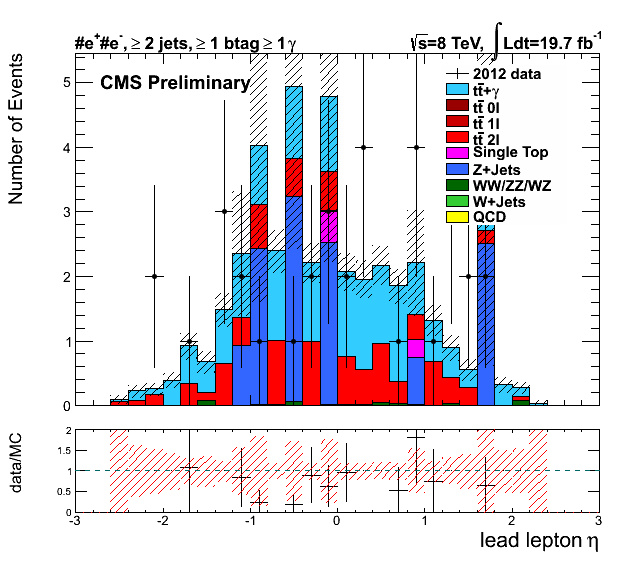 #e⁺#e⁻, ≥ 2 jets, ≥ 1 btag ≥ 1 γ
√s=8 TeV, ∫ Ldt=19.7 fb⁻¹
CMS Preliminary
2012 data
tt̄+γ
tt̄ 0l
tt̄ 1l
tt̄ 2l
Single Top
Z+Jets
WW/ZZ/WZ
W+Jets
QCD
Number of Events
5
4
3
2
1
0
data/MC
2
1.5
1
0.5
0
-3 -2 -1 0 1 2 3
lead lepton η